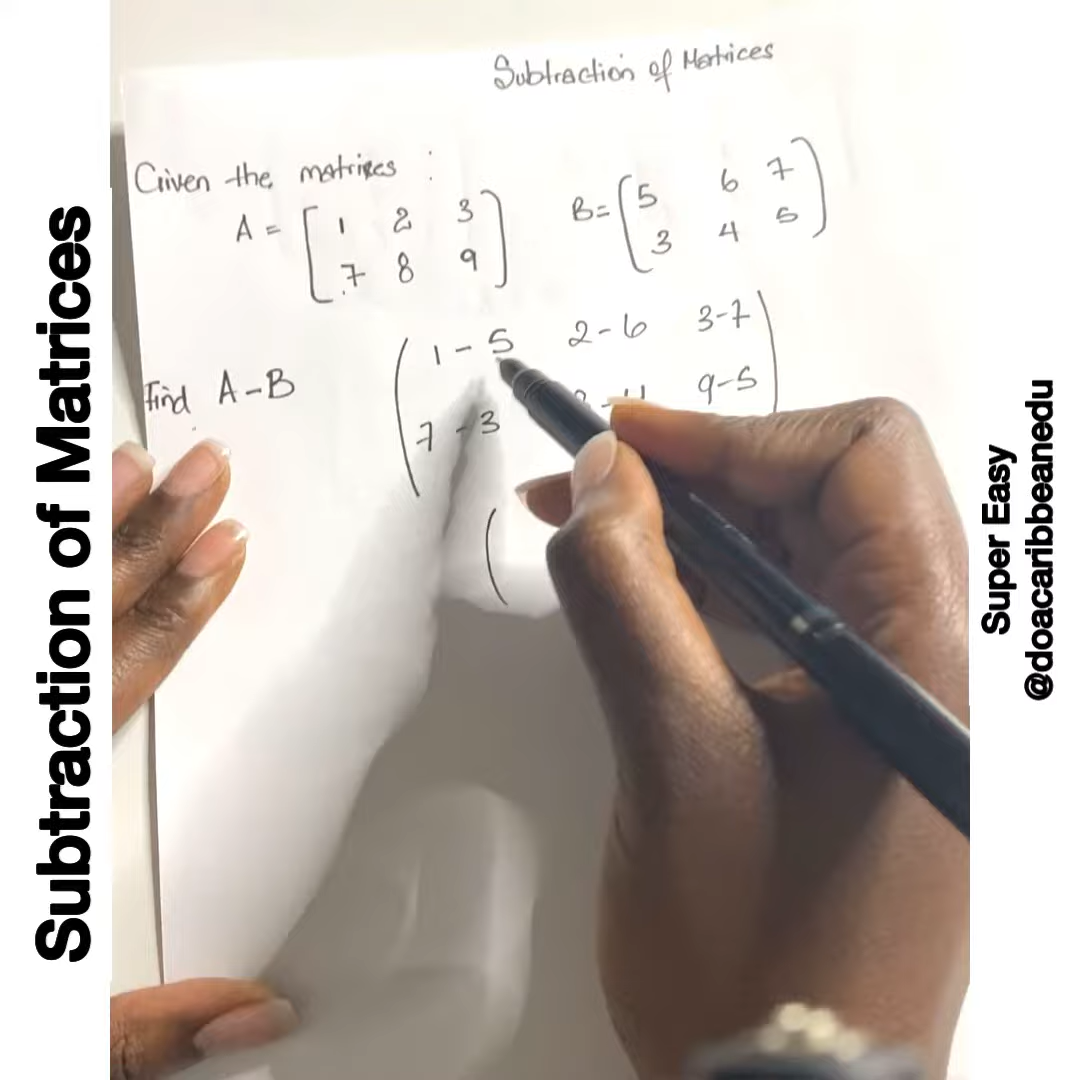 Subtraction of Matrices
Subtraction of Matrices
Given the matrices :
A = [ 1 2 3
7 8 9 ]
B = ( 5 6 7
3 4 5 )
Find A - B
( 1 - 5 2 - 6 3 - 7
7 - 3 9 - 5 )
(
Super Easy
@doacaribbeanedu